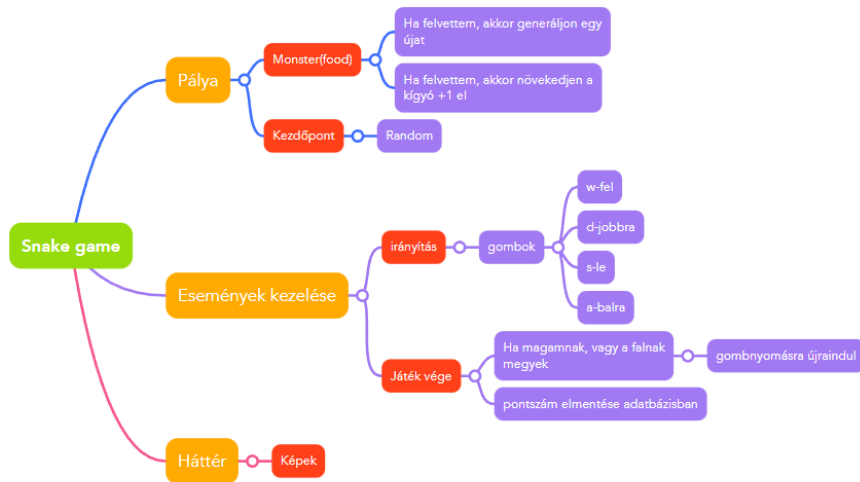 Snake game
Pálya
Monster(food)
Ha felvettem, akkor generáljon egy
újat
Ha felvettem, akkor növekedjen a
kígyó +1 el
Kezdőpont
Random
Események kezelése
irányítás
gombok
w-fel
d-jobbra
s-le
a-balra
Játék vége
Ha magamnak, vagy a falnak
megyek
gombnyomásra újraindul
pontszám elmentése adatbázisban
Háttér
Képek